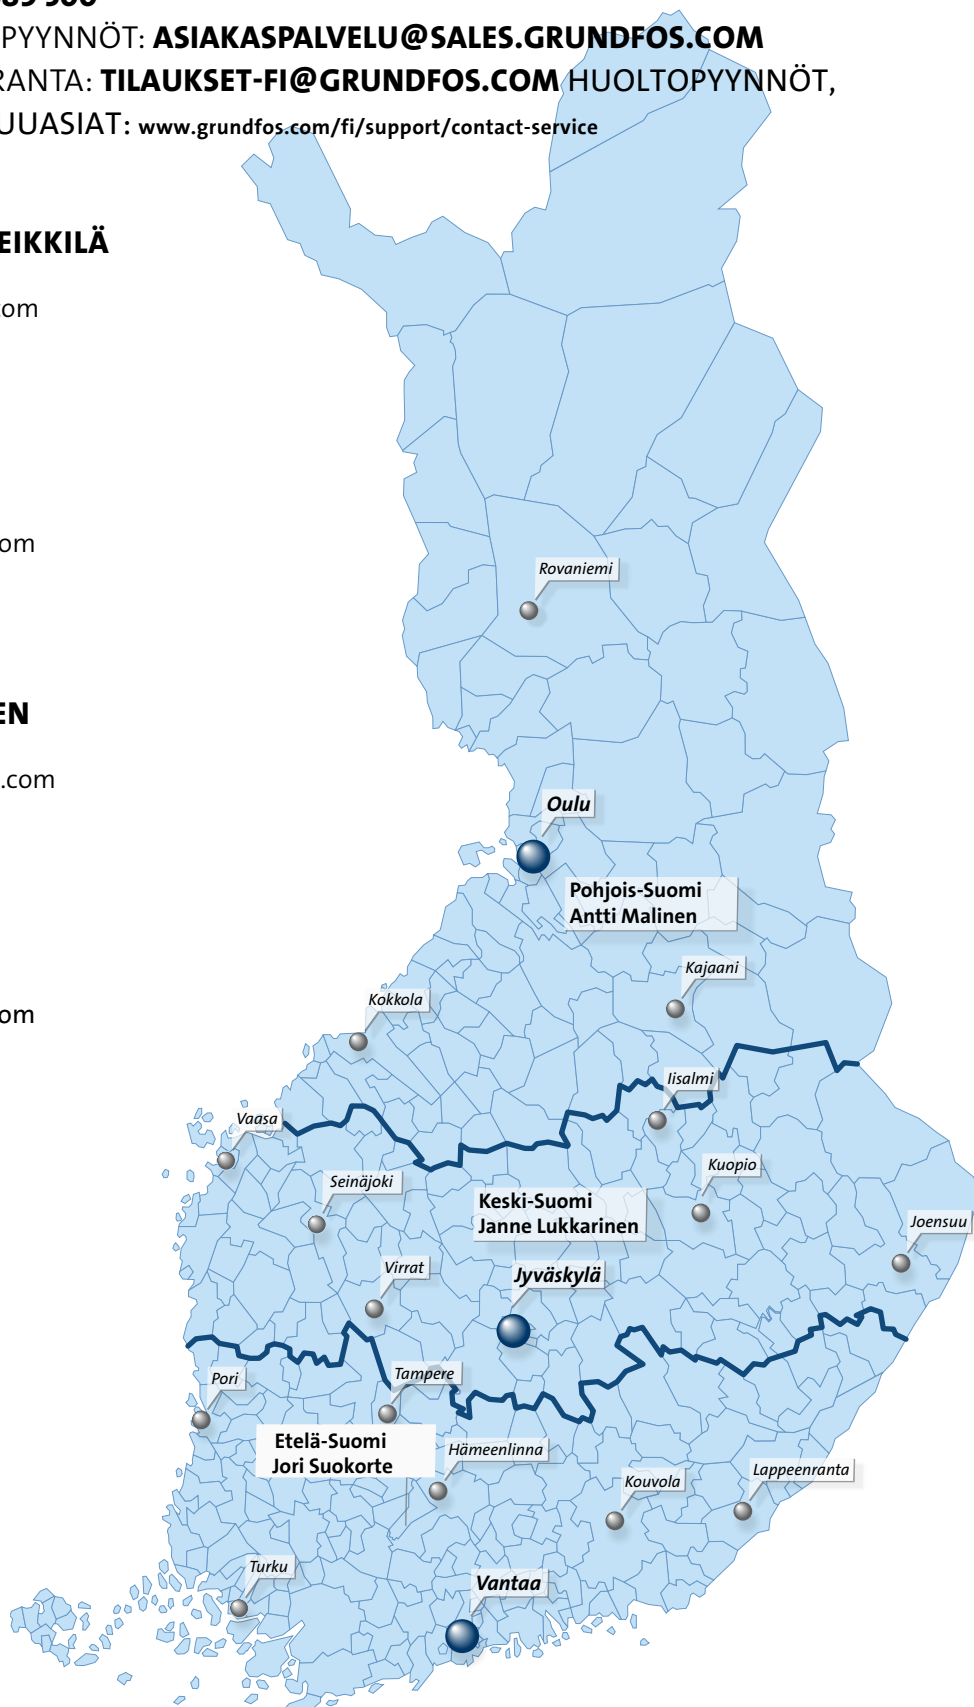 PYYNNÖT: ASIAKASPALVELU@SALES.GRUNDFOS.COM
RANTA: TILAUKSET-FI@GRUNDFOS.COM HUOLTOPYYNNÖT,
UUASIAT: www.grundfos.com/fi/support/contact-service
EIKKILÄ
com
om
Rovaniemi
EN
.com
Oulu
Pohjois-Suomi
Antti Malinen
Kajaani
Kokkola
om
Iisalmi
Vaasa
Kuopio
Seinäjoki
Keski-Suomi
Janne Lukkarinen
Joensuu
Virrat
Jyväskylä
Pori
Tampere
Etelä-Suomi
Jori Suokorte
Hämeenlinna
Kouvola
Lappeenranta
Turku
Vantaa